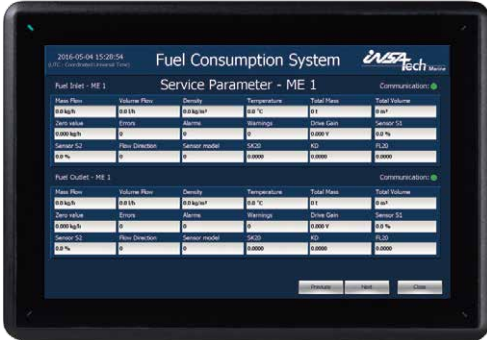 2016-05-04 15:28:54
(UTC - Coordinated Universal Time)
Fuel Consumption System
INSA Tech Marine
Fuel Inlet - ME 1
Service Parameter - ME 1
Communication:
Mass Flow Volume Flow Density Temperature Total Mass Total Volume
0.0 kg/h 0.0 l/h 0.0 kg/m³ 0.0 °C 0 t 0 m³
Zero value Errors Alarms Warnings Drive Gain Sensor S1
0.000 kg/h 0 0 0 0.000 V 0.0 %
Sensor S2 Flow Direction Sensor model SK20 KD FL20
0.0 % 0 0 0.0000 0.0000 0.0000
Fuel Outlet - ME 1
Communication:
Mass Flow Volume Flow Density Temperature Total Mass Total Volume
0.0 kg/h 0.0 l/h 0.0 kg/m³ 0.0 °C 0 t 0 m³
Zero value Errors Alarms Warnings Drive Gain Sensor S1
0.000 kg/h 0 0 0 0.000 V 0.0 %
Sensor S2 Flow Direction Sensor model SK20 KD FL20
0.0 % 0 0 0.0000 0.0000 0.0000
Previous Next Close